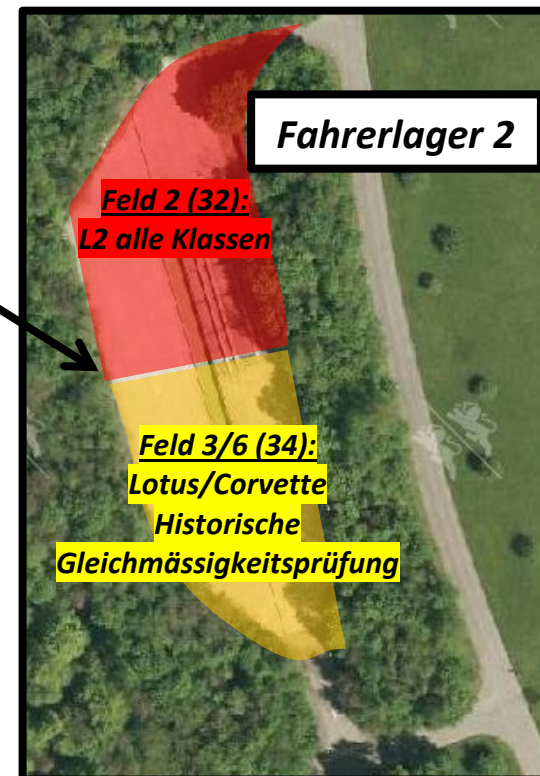 Fahrerlager 2
Feld 2 (32):
L2 alle Klassen
Feld 3/6 (34):
Lotus/Corvette
Historische
Gleichmässigkeitsprüfung